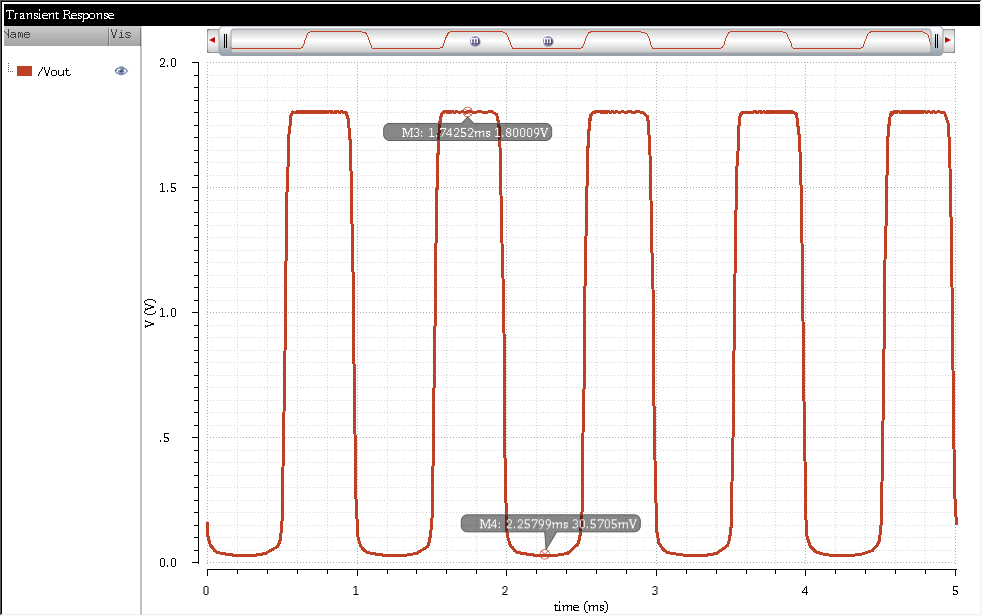 Transient Response
Name Vis
/Vout
m m
2.0
1.5
1.0
.5
0.0
V (V)
M3: 1.74252ms 1.80009V
M4: 2.25799ms 30.5705mV
0 1 2 3 4 5
time (ms)